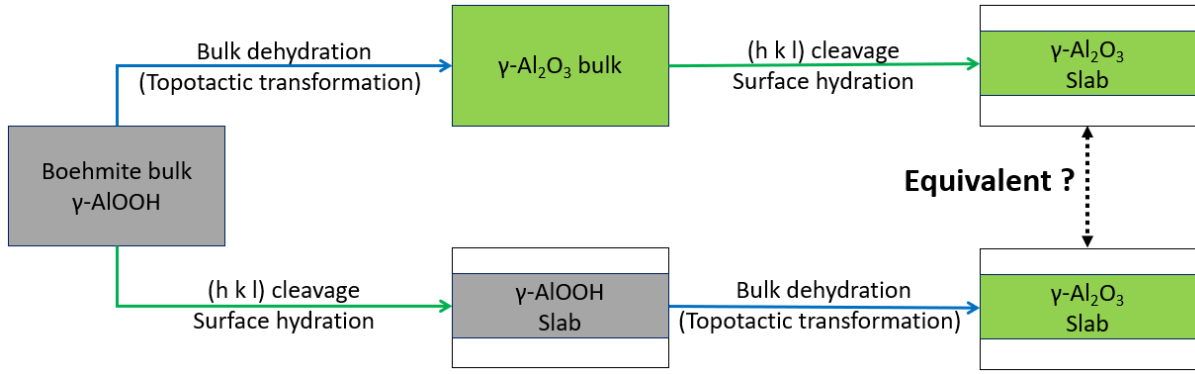 Bulk dehydration
(Topotactic transformation)
γ-Al₂O₃ bulk
(h k l) cleavage
Surface hydration
γ-Al₂O₃
Slab
Boehmite bulk
γ-AlOOH
Equivalent ?
(h k l) cleavage
Surface hydration
γ-AlOOH
Slab
Bulk dehydration
(Topotactic transformation)
γ-Al₂O₃
Slab